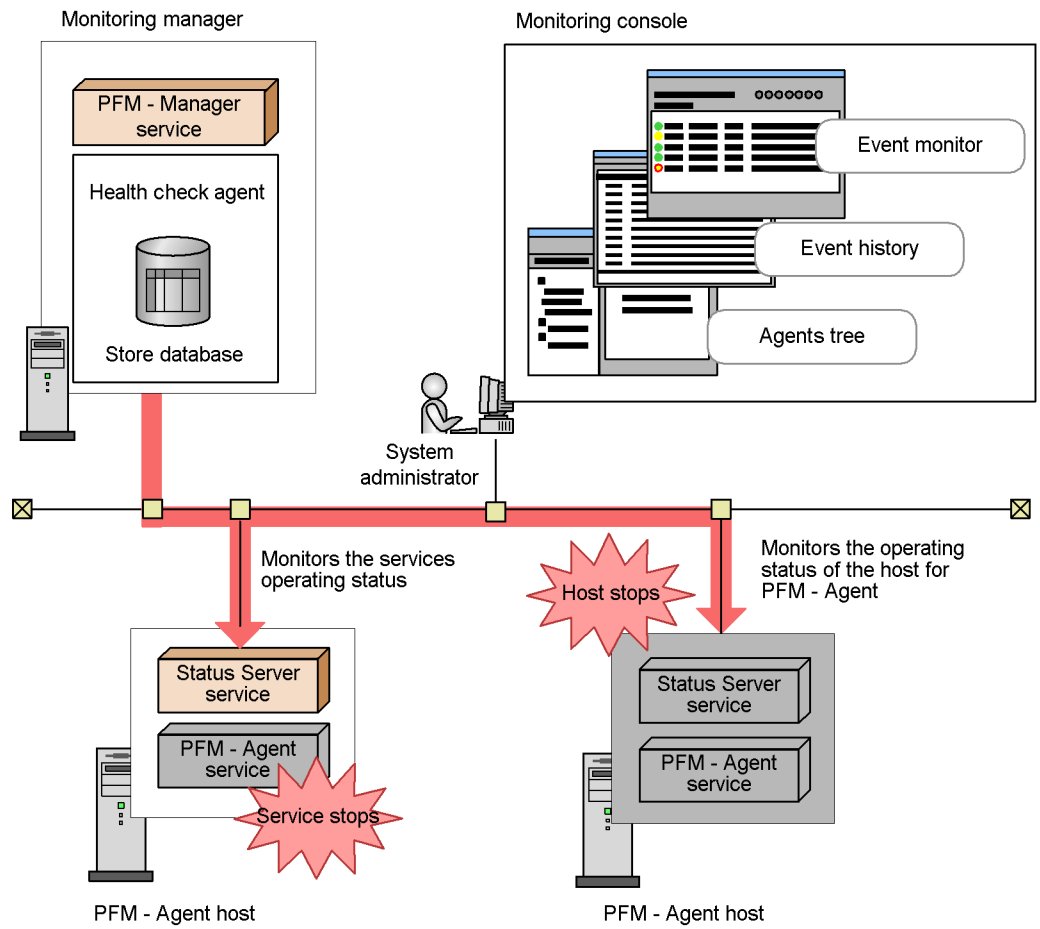 Monitoring manager
PFM - Manager
service
Health check agent
Store database
Monitoring console
Event monitor
Event history
Agents tree
System
administrator
Monitors the services
operating status
Host stops
Monitors the operating
status of the host for
PFM - Agent
Status Server
service
PFM - Agent
service
Service stops
PFM - Agent host
Status Server
service
PFM - Agent
service
PFM - Agent host